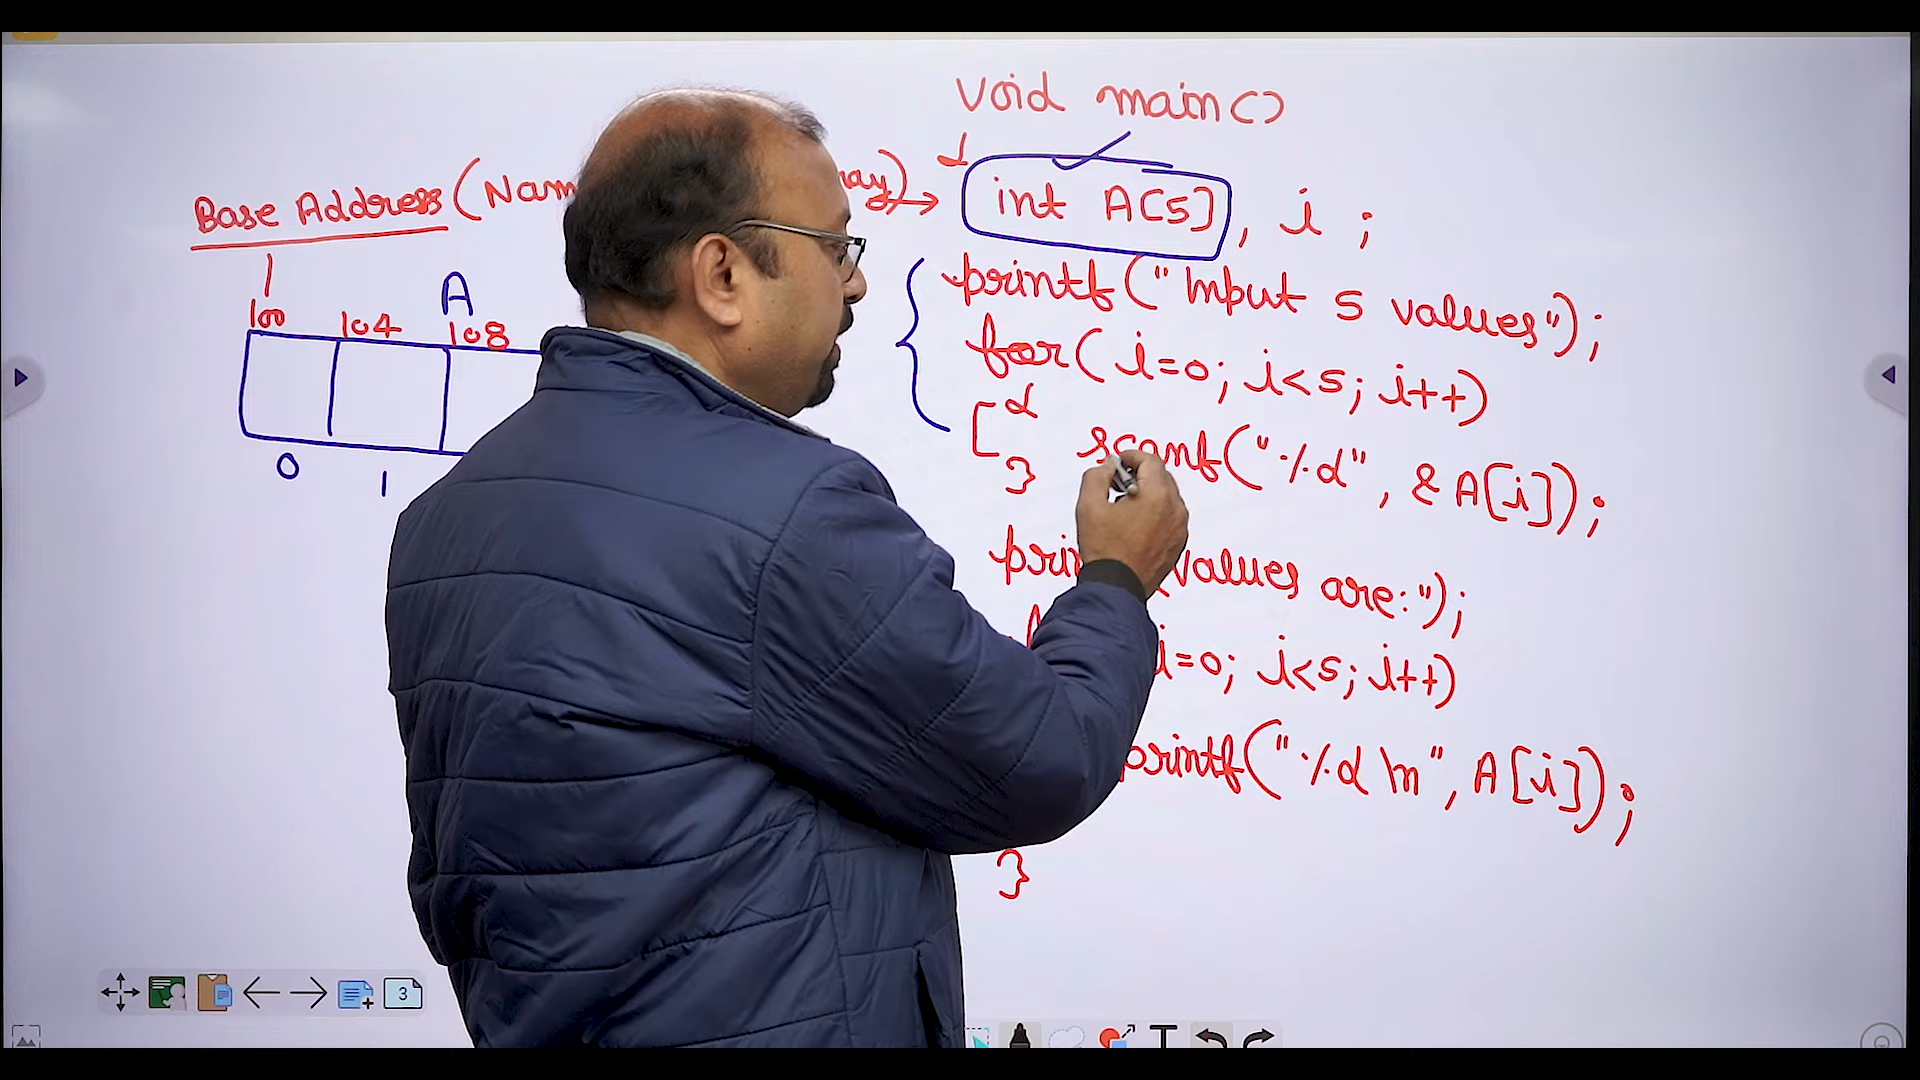 void main()
{
Base Address (Nam ray) → int A[5], i ;
printf("Input 5 values");
A
100 104 108
for( i=0; i<5; i++)
{
scanf("%d", &A[i]);
}
0 1
values are:");
i=0; i<5; i++)
printf("%d\n", A[i]);
}
3
T